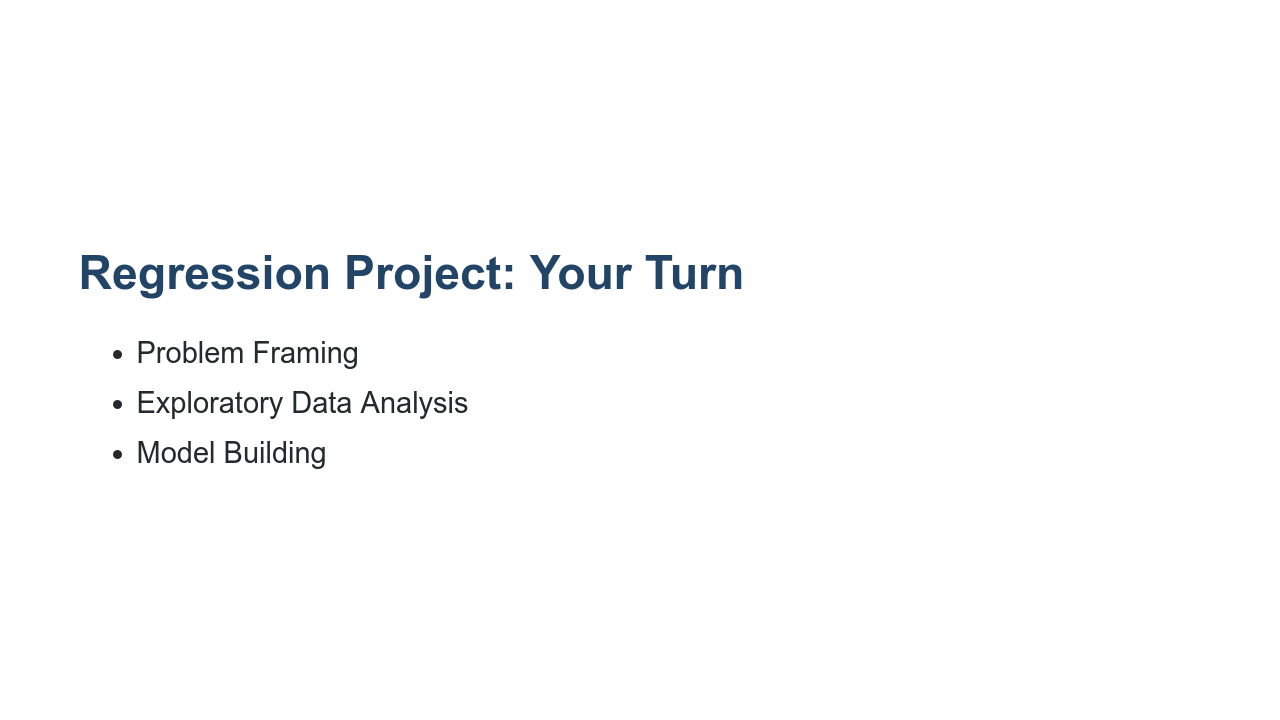 Regression Project: Your Turn
• Problem Framing
• Exploratory Data Analysis
• Model Building